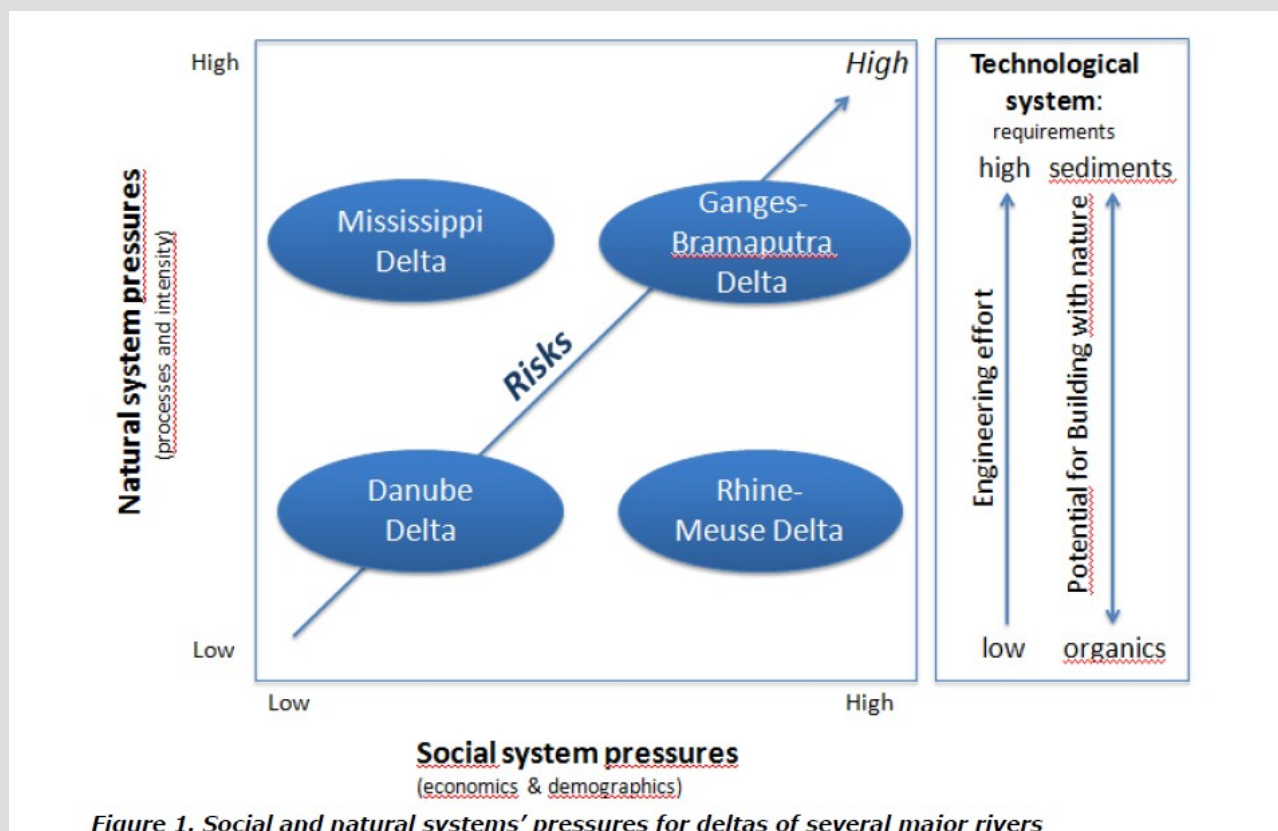 High
High
Mississippi
Delta
Ganges-
Bramaputra
Delta
Natural system pressures
(processes and intensity)
Risks
Danube
Delta
Rhine-
Meuse Delta
Low
Low
High
Social system pressures
(economics & demographics)
Technological
system:
requirements
high
sediments
Engineering effort
Potential for Building with nature
low
organics
Figure 1. Social and natural systems' pressures for deltas of several major rivers